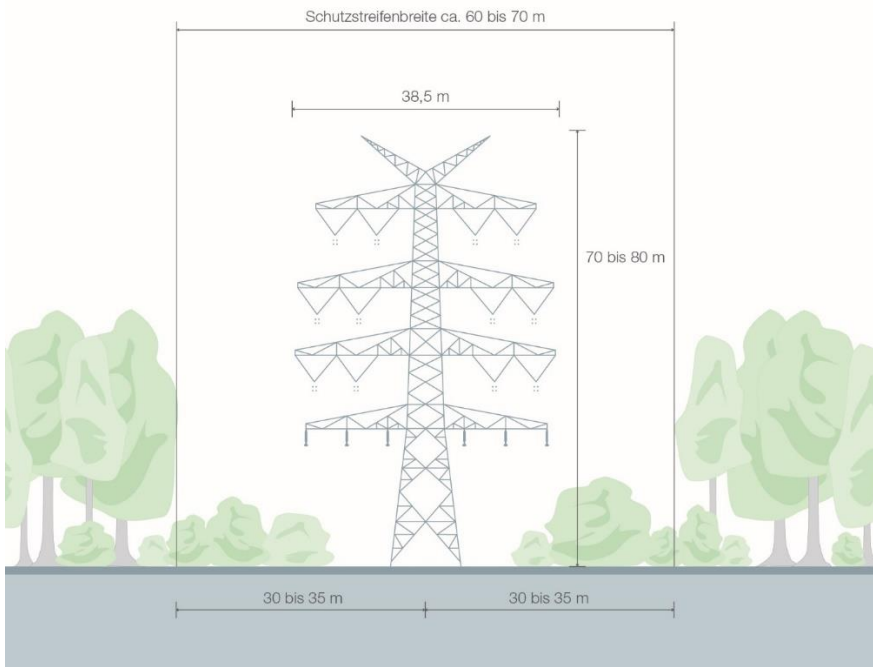 Schutzstreifenbreite ca. 60 bis 70 m
38,5 m
70 bis 80 m
30 bis 35 m
30 bis 35 m